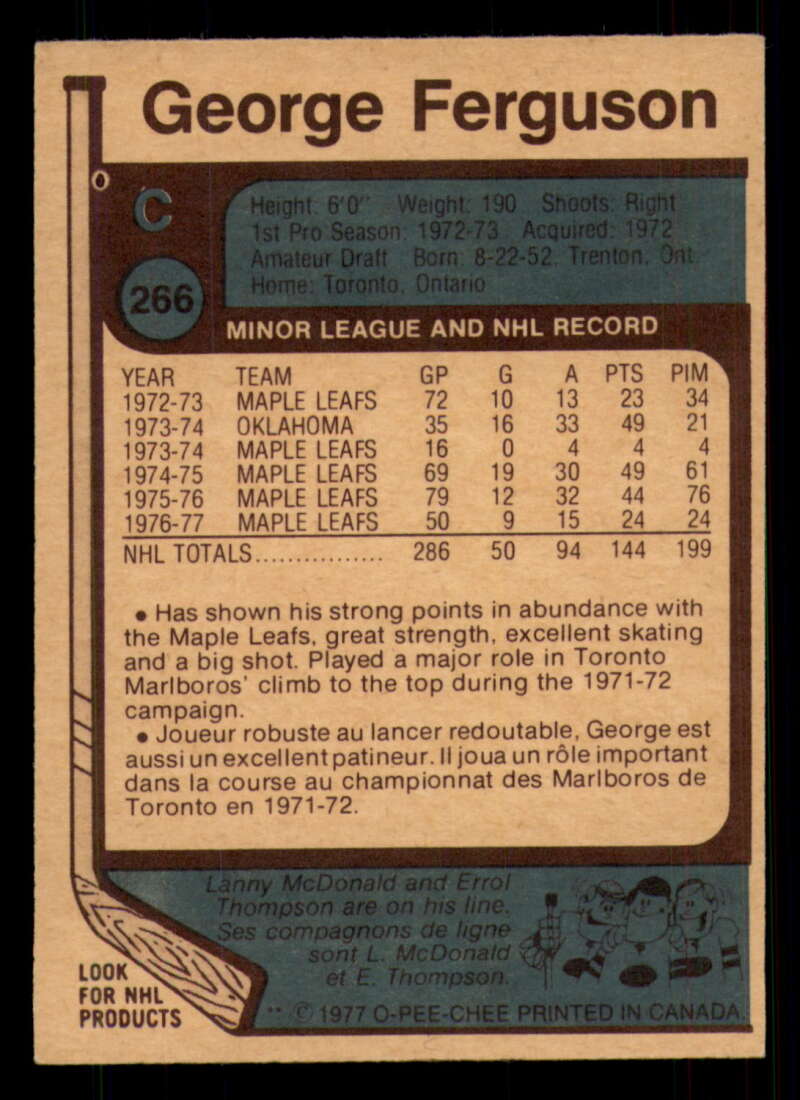 George Ferguson
C
Height: 6'0" Weight: 190 Shoots: Right
1st Pro Season: 1972-73 Acquired: 1972
Amateur Draft Born: 8-22-52, Trenton, Ont.
Home: Toronto, Ontario
266
MINOR LEAGUE AND NHL RECORD
YEAR TEAM GP G A PTS PIM
1972-73 MAPLE LEAFS 72 10 13 23 34
1973-74 OKLAHOMA 35 16 33 49 21
1973-74 MAPLE LEAFS 16 0 4 4 4
1974-75 MAPLE LEAFS 69 19 30 49 61
1975-76 MAPLE LEAFS 79 12 32 44 76
1976-77 MAPLE LEAFS 50 9 15 24 24
NHL TOTALS................ 286 50 94 144 199
• Has shown his strong points in abundance with
the Maple Leafs, great strength, excellent skating
and a big shot. Played a major role in Toronto
Marlboros' climb to the top during the 1971-72
campaign.
• Joueur robuste au lancer redoutable, George est
aussi un excellent patineur. Il joua un rôle important
dans la course au championnat des Marlboros de
Toronto en 1971-72.
Lanny McDonald and Errol
Thompson are on his line.
Ses compagnons de ligne
sont L. McDonald
et E. Thompson.
LOOK
FOR NHL
PRODUCTS
** © 1977 O-PEE-CHEE PRINTED IN CANADA.